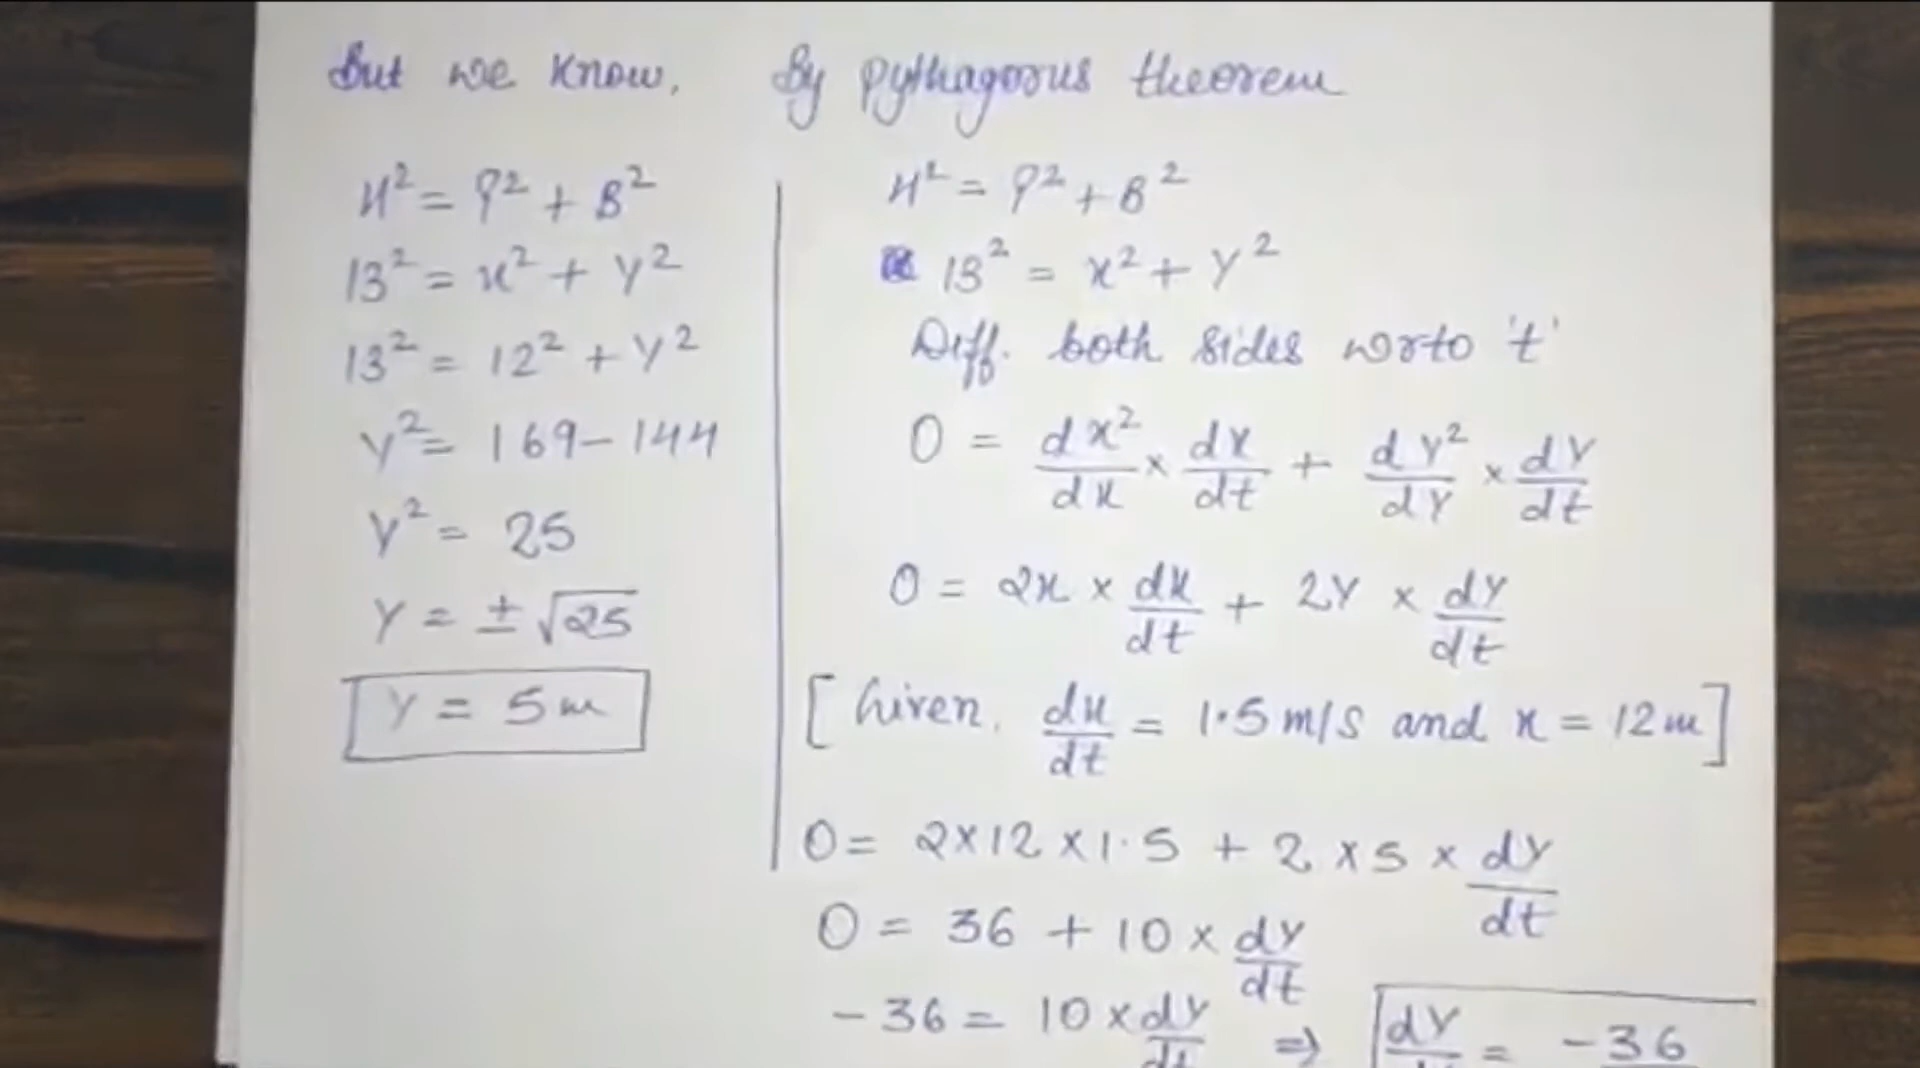 But we know, By pythagorus theorem
H² = P² + B²
13² = x² + y²
13² = 12² + y²
y² = 169 - 144
y² = 25
y = ± √25
y = 5m
H² = P² + B²
13² = x² + y²
Diff. both sides w.r.to 't'
0 = dx²/dx × dx/dt + dy²/dy × dy/dt
0 = 2x × dx/dt + 2y × dy/dt
[Given, dx/dt = 1.5 m/s and x = 12m]
0 = 2×12×1.5 + 2×5× dy/dt
0 = 36 + 10 × dy/dt
-36 = 10 × dy/dt ⇒ dy/dt = -36